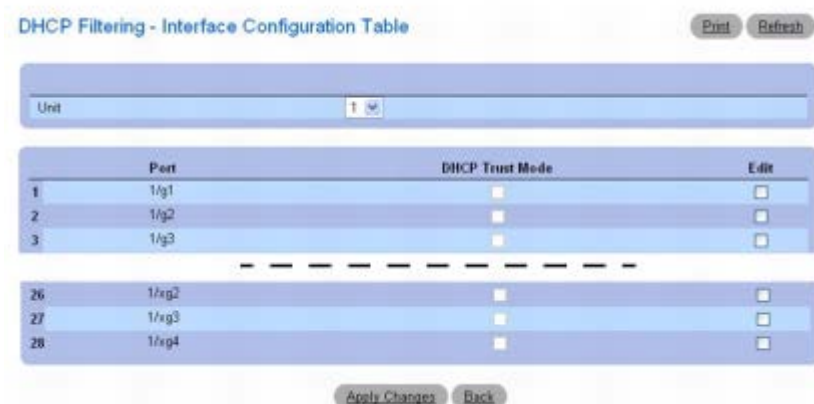 DHCP Filtering - Interface Configuration Table
Print Refresh
Unit 1
Port DHCP Trust Mode Edit
1 1/g1
2 1/g2
3 1/g3
26 1/xg2
27 1/xg3
28 1/xg4
Apply Changes Back